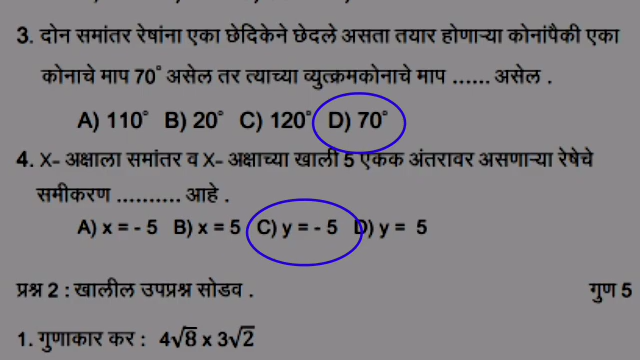 3. दोन समांतर रेषांना एका छेदिकेने छेदले असता तयार होणाऱ्या कोनांपैकी एका
कोनाचे माप 70° असेल तर त्याच्या व्युत्क्रमकोनाचे माप ...... असेल .
A) 110° B) 20° C) 120° D) 70°
4. X- अक्षाला समांतर व X- अक्षाच्या खाली 5 एकक अंतरावर असणाऱ्या रेषेचे
समीकरण .......... आहे .
A) x = - 5 B) x = 5 C) y = - 5 D) y = 5
प्रश्न 2 : खालील उपप्रश्न सोडव . गुण 5
1. गुणाकार कर : 4√8 x 3√2